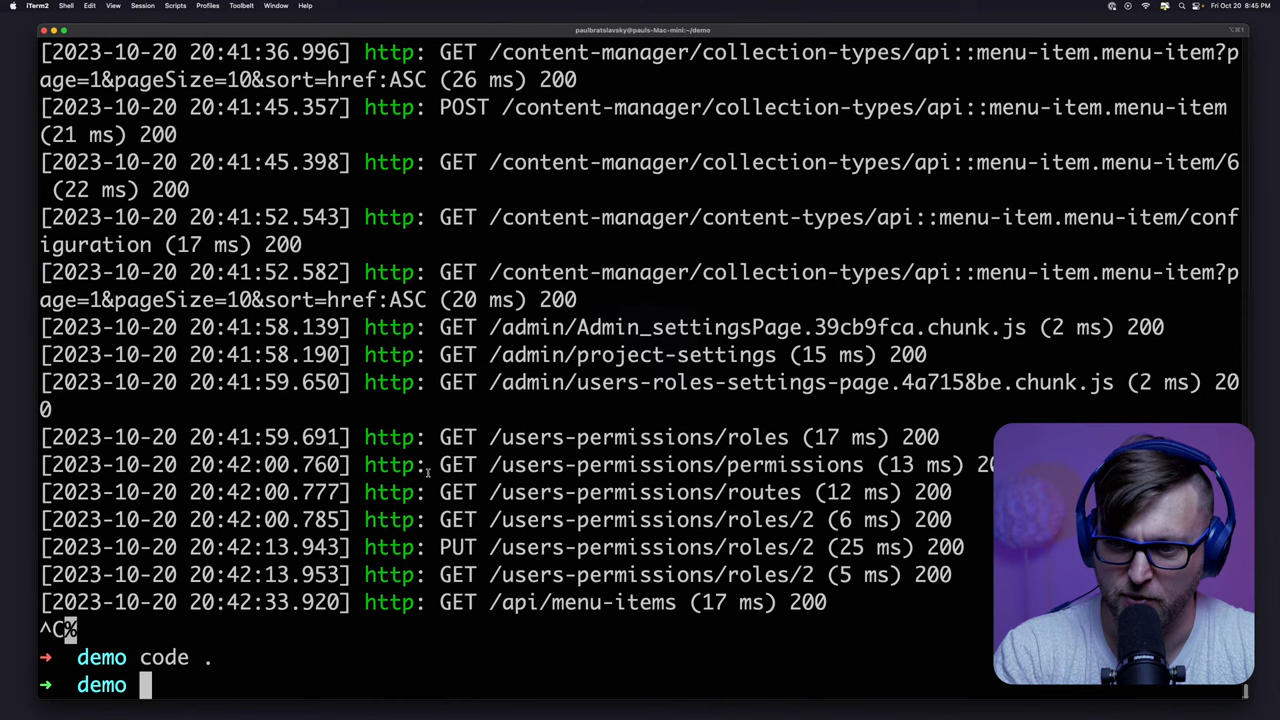 iTerm2 Shell Edit View Session Scripts Profiles Toolbelt Window Help Fri Oct 20 8:45 PM
paulbratslavsky@pauls-Mac-mini:~/demo ⌥⌘1
[2023-10-20 20:41:36.996] http: GET /content-manager/collection-types/api::menu-item.menu-item?p
age=1&pageSize=10&sort=href:ASC (26 ms) 200
[2023-10-20 20:41:45.357] http: POST /content-manager/collection-types/api::menu-item.menu-item
(21 ms) 200
[2023-10-20 20:41:45.398] http: GET /content-manager/collection-types/api::menu-item.menu-item/6
(22 ms) 200
[2023-10-20 20:41:52.543] http: GET /content-manager/content-types/api::menu-item.menu-item/conf
iguration (17 ms) 200
[2023-10-20 20:41:52.582] http: GET /content-manager/collection-types/api::menu-item.menu-item?p
age=1&pageSize=10&sort=href:ASC (20 ms) 200
[2023-10-20 20:41:58.139] http: GET /admin/Admin_settingsPage.39cb9fca.chunk.js (2 ms) 200
[2023-10-20 20:41:58.190] http: GET /admin/project-settings (15 ms) 200
[2023-10-20 20:41:59.650] http: GET /admin/users-roles-settings-page.4a7158be.chunk.js (2 ms) 20
0
[2023-10-20 20:41:59.691] http: GET /users-permissions/roles (17 ms) 200
[2023-10-20 20:42:00.760] http: GET /users-permissions/permissions (13 ms)
[2023-10-20 20:42:00.777] http: GET /users-permissions/routes (12 ms) 200
[2023-10-20 20:42:00.785] http: GET /users-permissions/roles/2 (6 ms) 200
[2023-10-20 20:42:13.943] http: PUT /users-permissions/roles/2 (25 ms) 200
[2023-10-20 20:42:13.953] http: GET /users-permissions/roles/2 (5 ms) 200
[2023-10-20 20:42:33.920] http: GET /api/menu-items (17 ms) 200
^C%
➜ demo code .
➜ demo